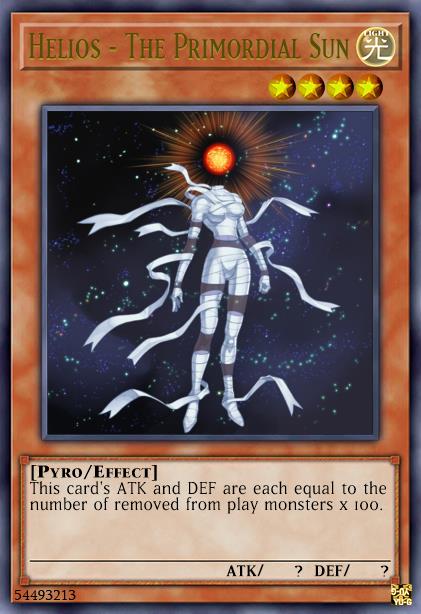 Helios - The Primordial Sun
LIGHT
光
[Pyro/Effect]
This card's ATK and DEF are each equal to the
number of removed from play monsters x 100.
ATK/ ? DEF/ ?
54493213